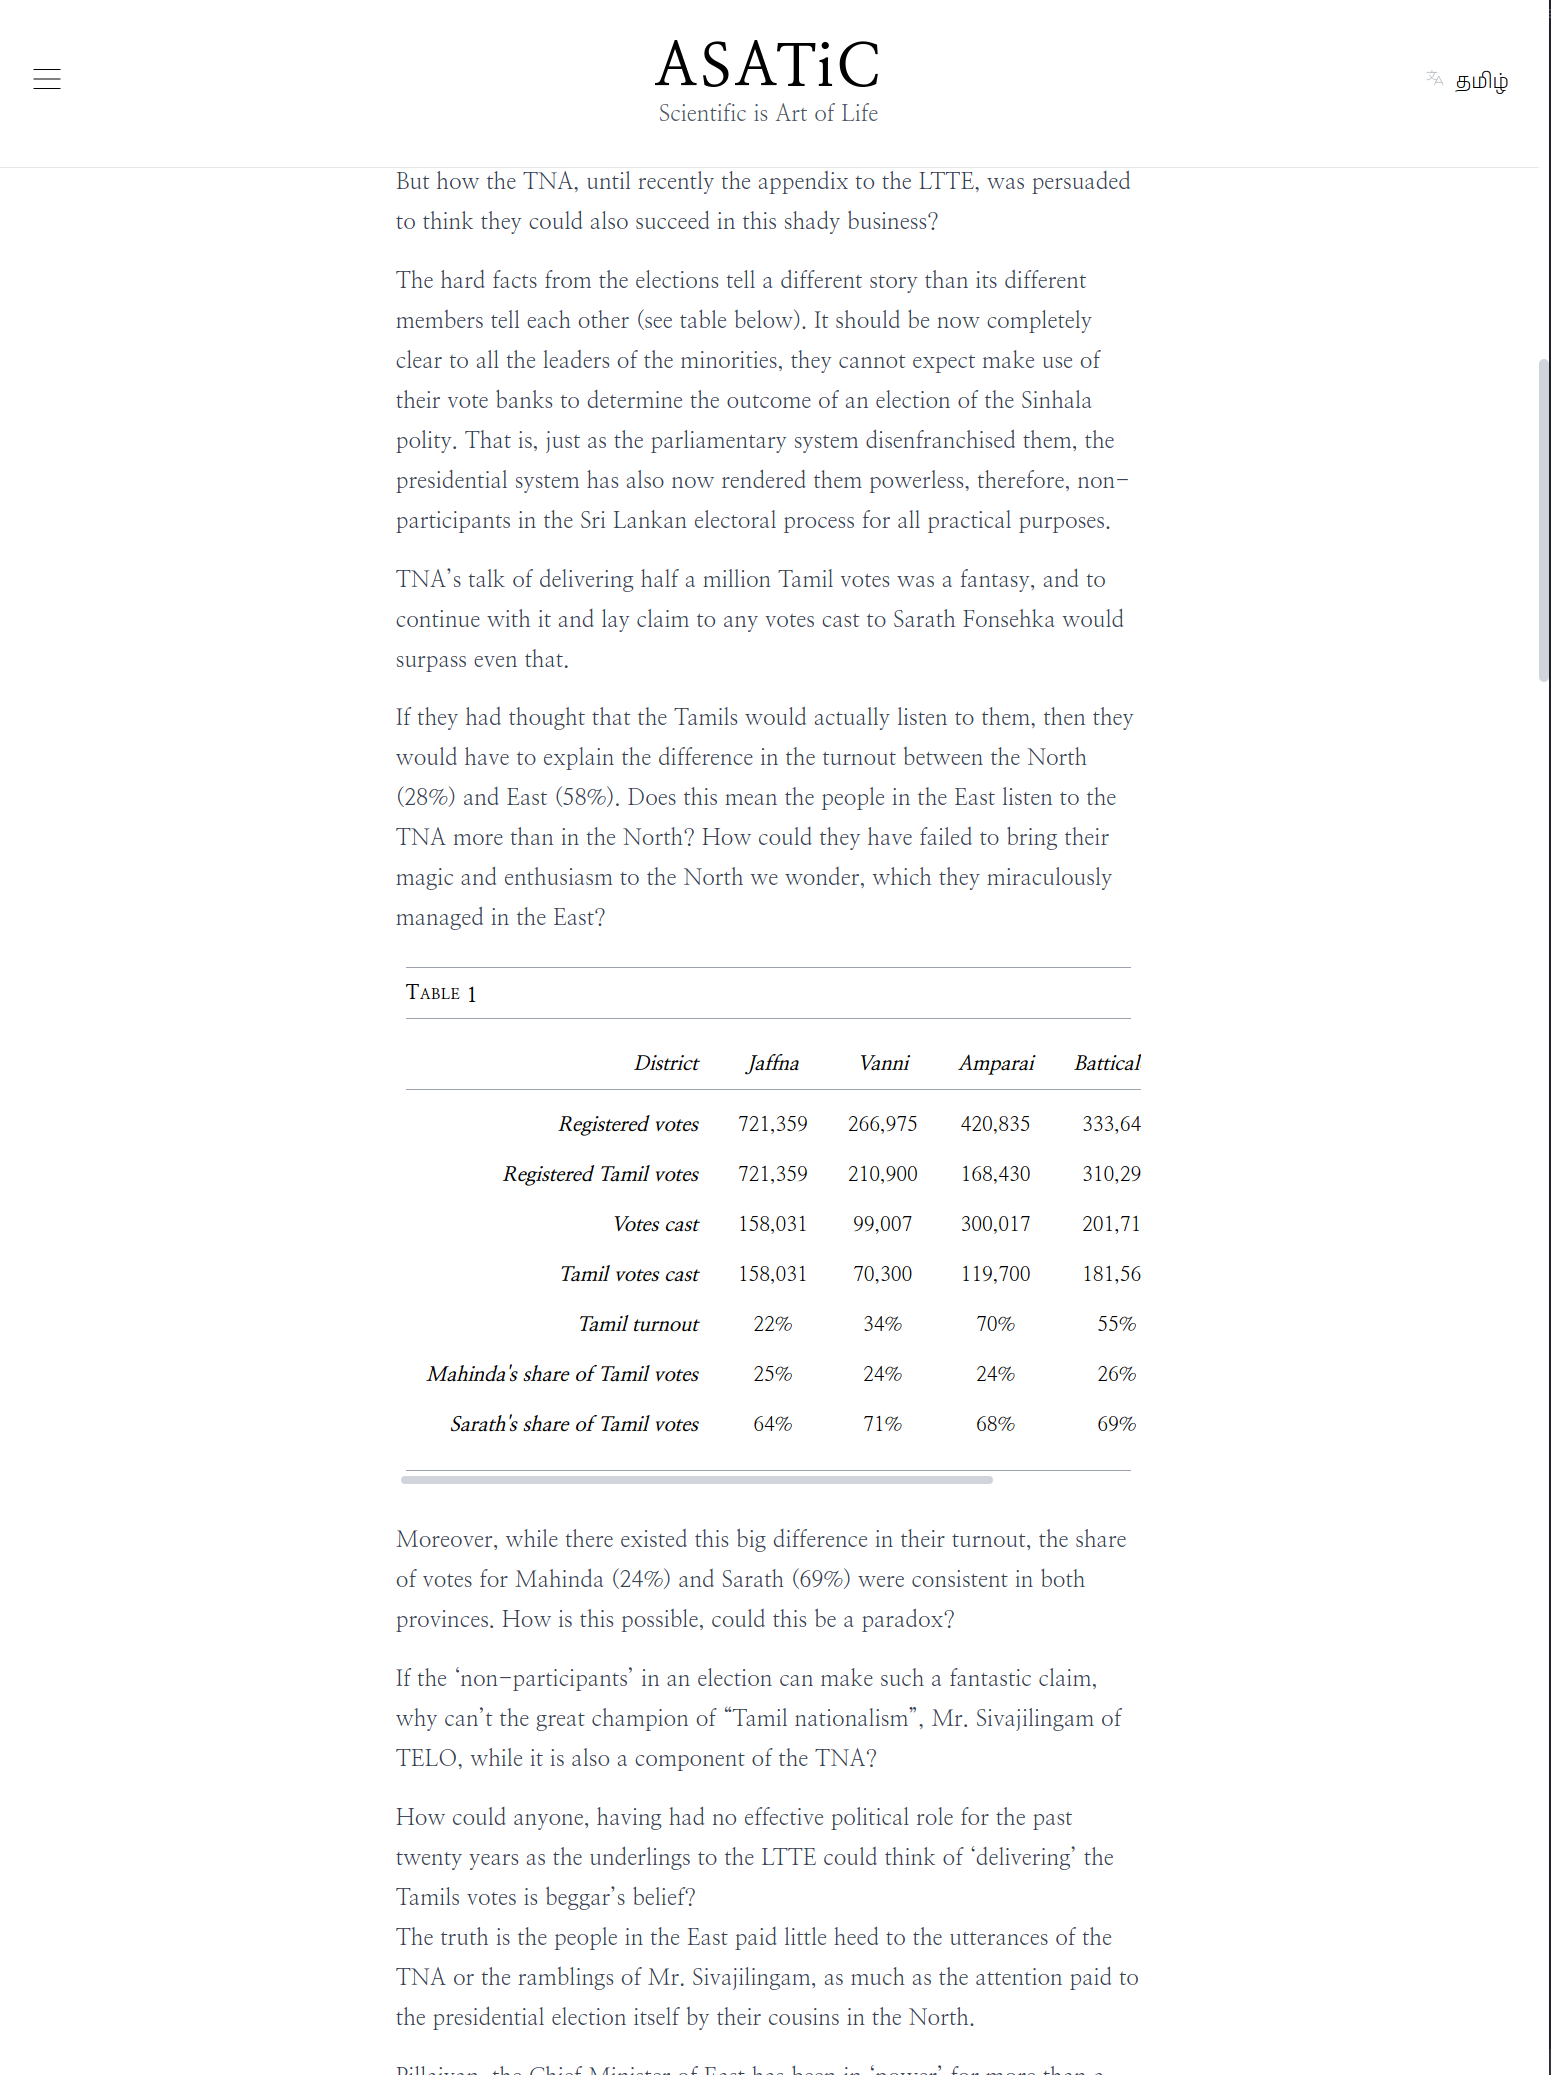 ASATiC
Scientific is Art of Life
தமிழ்
But how the TNA, until recently the appendix to the LTTE, was persuaded
to think they could also succeed in this shady business?
The hard facts from the elections tell a different story than its different
members tell each other (see table below). It should be now completely
clear to all the leaders of the minorities, they cannot expect make use of
their vote banks to determine the outcome of an election of the Sinhala
polity. That is, just as the parliamentary system disenfranchised them, the
presidential system has also now rendered them powerless, therefore, non-
participants in the Sri Lankan electoral process for all practical purposes.
TNA’s talk of delivering half a million Tamil votes was a fantasy, and to
continue with it and lay claim to any votes cast to Sarath Fonsehka would
surpass even that.
If they had thought that the Tamils would actually listen to them, then they
would have to explain the difference in the turnout between the North
(28%) and East (58%). Does this mean the people in the East listen to the
TNA more than in the North? How could they have failed to bring their
magic and enthusiasm to the North we wonder, which they miraculously
managed in the East?
Table 1
District Jaffna Vanni Amparai Battical
Registered votes 721,359 266,975 420,835 333,64
Registered Tamil votes 721,359 210,900 168,430 310,29
Votes cast 158,031 99,007 300,017 201,71
Tamil votes cast 158,031 70,300 119,700 181,56
Tamil turnout 22% 34% 70% 55%
Mahinda's share of Tamil votes 25% 24% 24% 26%
Sarath's share of Tamil votes 64% 71% 68% 69%
Moreover, while there existed this big difference in their turnout, the share
of votes for Mahinda (24%) and Sarath (69%) were consistent in both
provinces. How is this possible, could this be a paradox?
If the ‘non-participants’ in an election can make such a fantastic claim,
why can’t the great champion of “Tamil nationalism”, Mr. Sivajilingam of
TELO, while it is also a component of the TNA?
How could anyone, having had no effective political role for the past
twenty years as the underlings to the LTTE could think of ‘delivering’ the
Tamils votes is beggar’s belief?
The truth is the people in the East paid little heed to the utterances of the
TNA or the ramblings of Mr. Sivajilingam, as much as the attention paid to
the presidential election itself by their cousins in the North.
Pillaiyan, the Chief Minister of East has been in ‘power’ for more than a